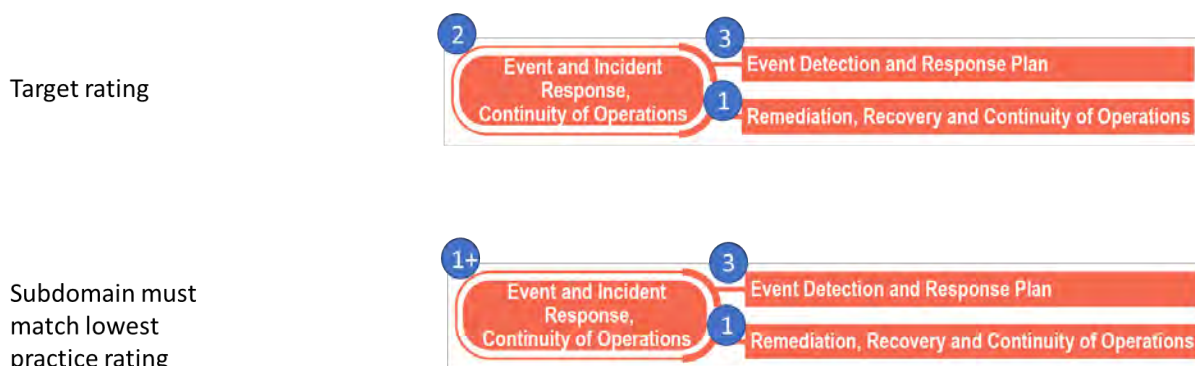 Target rating
2
Event and Incident
Response,
Continuity of Operations
3
Event Detection and Response Plan
1
Remediation, Recovery and Continuity of Operations
Subdomain must
match lowest
practice rating
1+
Event and Incident
Response,
Continuity of Operations
3
Event Detection and Response Plan
1
Remediation, Recovery and Continuity of Operations